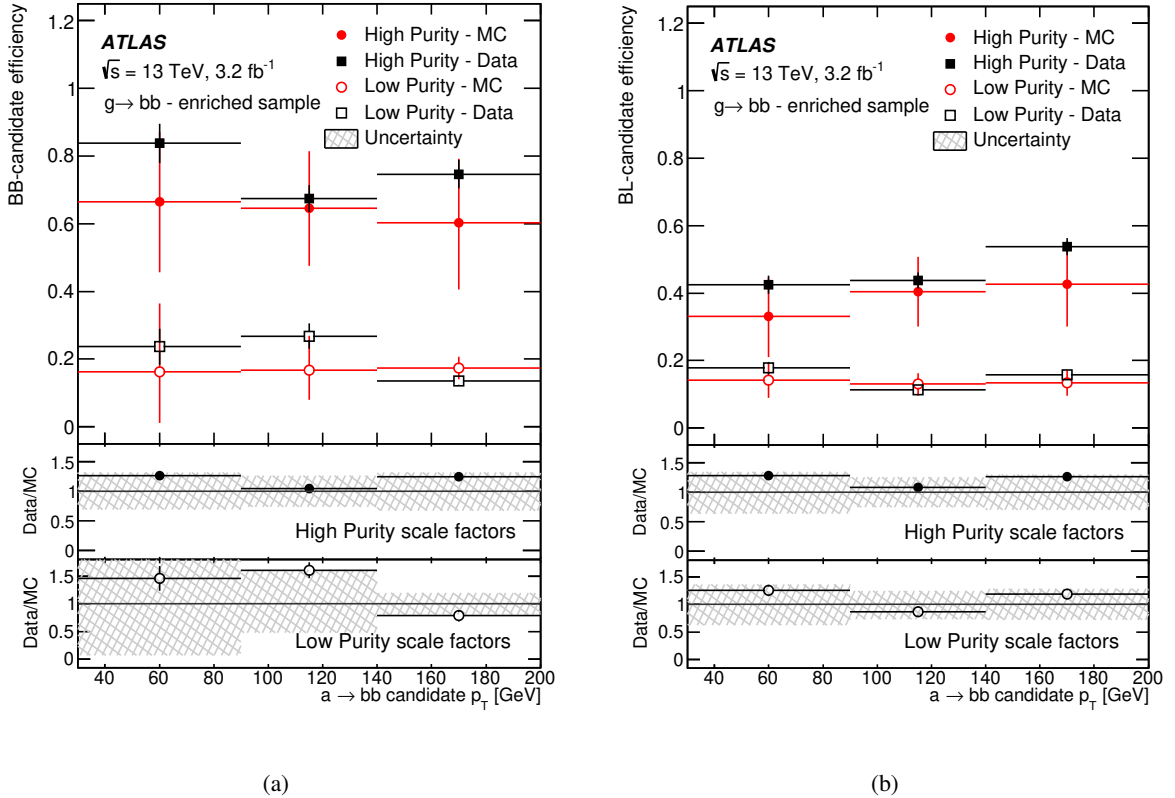 BB-candidate efficiency
1.2
1
0.8
0.6
0.4
0.2
0
ATLAS
√s = 13 TeV, 3.2 fb-1
g→ bb - enriched sample
High Purity - MC
High Purity - Data
Low Purity - MC
Low Purity - Data
Uncertainty
Data/MC
1.5
1
0.5
0
High Purity scale factors
Data/MC
1.5
1
0.5
0
Low Purity scale factors
40 60 80 100 120 140 160 180 200
a → bb candidate pT [GeV]
(a)
BL-candidate efficiency
1.2
1
0.8
0.6
0.4
0.2
0
ATLAS
√s = 13 TeV, 3.2 fb-1
g→ bb - enriched sample
High Purity - MC
High Purity - Data
Low Purity - MC
Low Purity - Data
Uncertainty
Data/MC
1.5
1
0.5
0
High Purity scale factors
Data/MC
1.5
1
0.5
0
Low Purity scale factors
40 60 80 100 120 140 160 180 200
a → bb candidate pT [GeV]
(b)